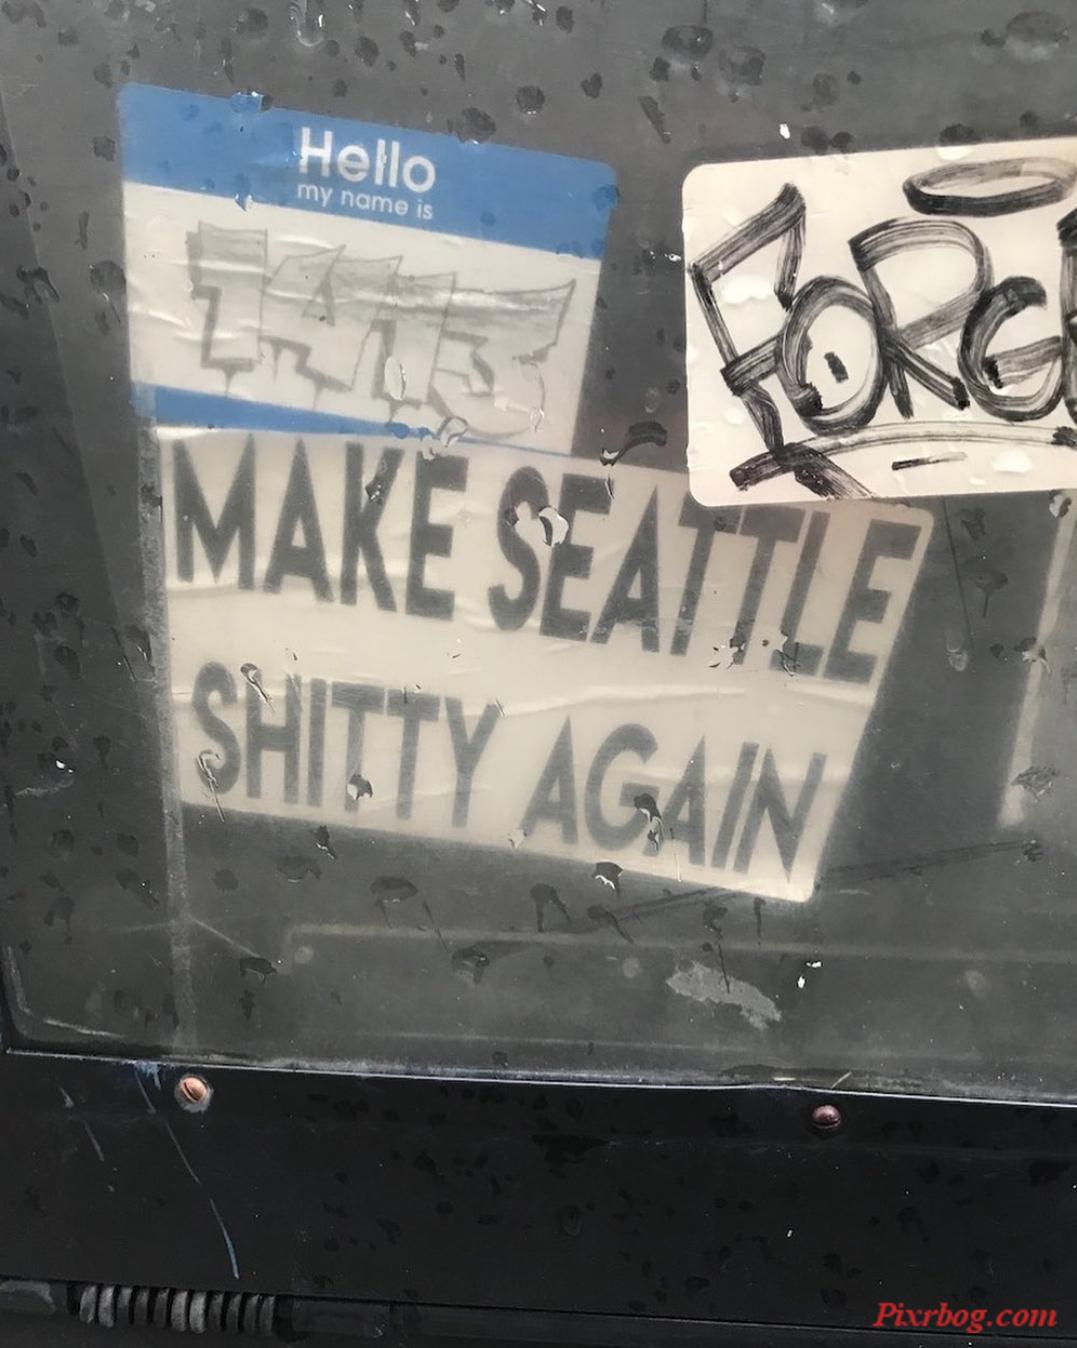 Hello
my name is
MAKE SEATTLE
SHITTY AGAIN
Pixrbog.com